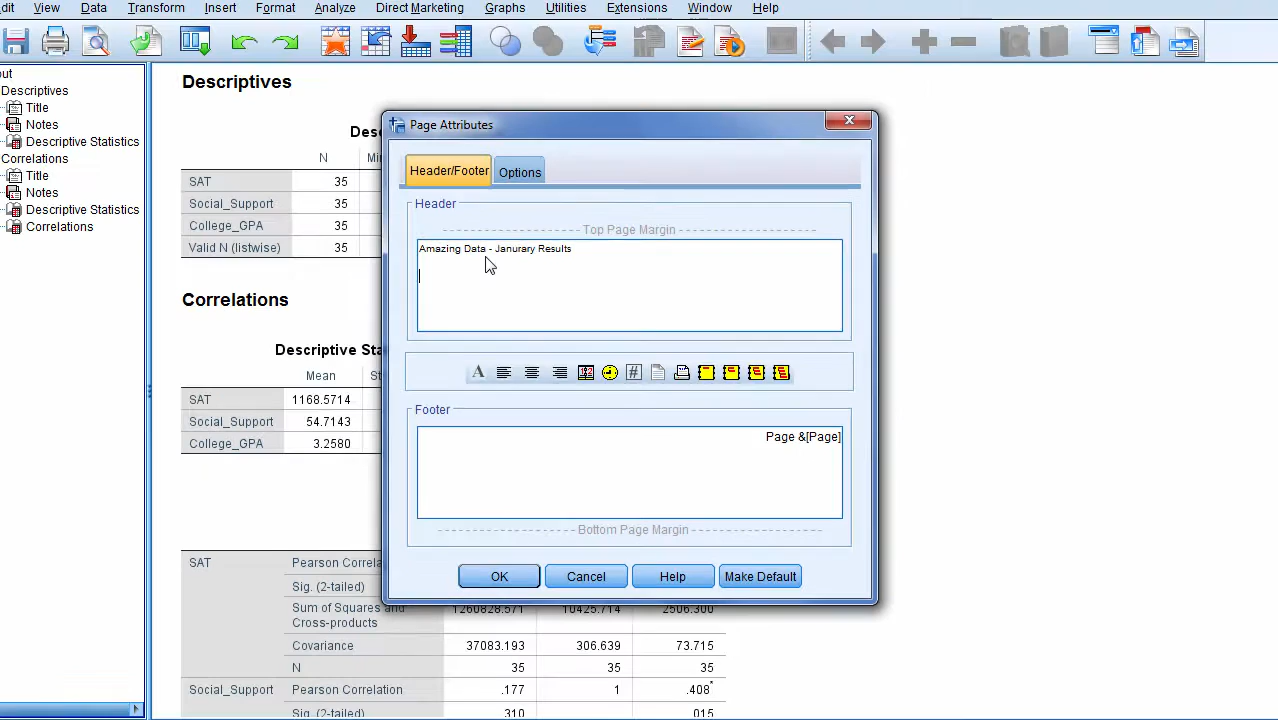 dit View Data Transform Insert Format Analyze Direct Marketing Graphs Utilities Extensions Window Help
out
Descriptives
Title
Notes
Descriptive Statistics
Correlations
Title
Notes
Descriptive Statistics
Correlations
Descriptives
Des
N Mi
SAT 35
Social_Support 35
College_GPA 35
Valid N (listwise) 35
Correlations
Descriptive Sta
Mean St
SAT 1168.5714
Social_Support 54.7143
College_GPA 3.2580
Page Attributes
Header/Footer Options
Header
Top Page Margin
Amazing Data - Janurary Results
A #
Footer
Page &[Page]
Bottom Page Margin
OK Cancel Help Make Default
SAT Pearson Correla
Sig. (2-tailed)
Sum of Squares and Cross-products 1260828.571 10425.714 2506.300
Covariance 37083.193 306.639 73.715
N 35 35 35
Social_Support Pearson Correlation .177 1 .408*
Sig. (2-tailed) .310 .015